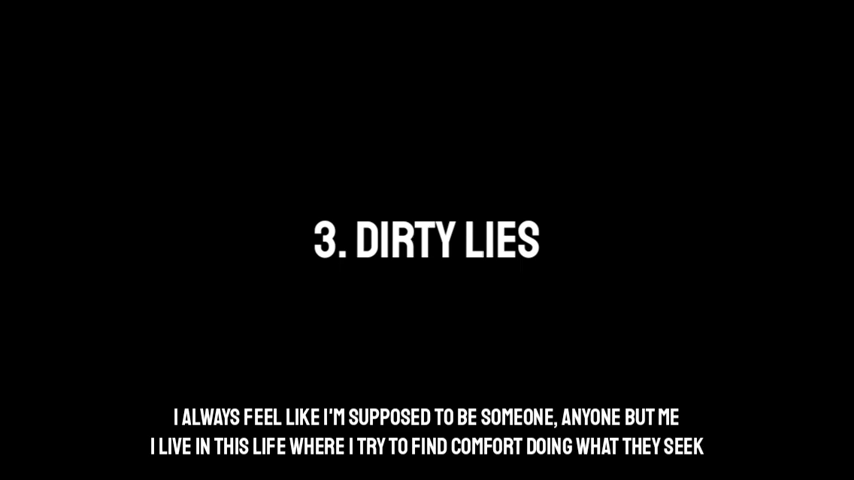 3. DIRTY LIES
I ALWAYS FEEL LIKE I'M SUPPOSED TO BE SOMEONE, ANYONE BUT ME
I LIVE IN THIS LIFE WHERE I TRY TO FIND COMFORT DOING WHAT THEY SEEK